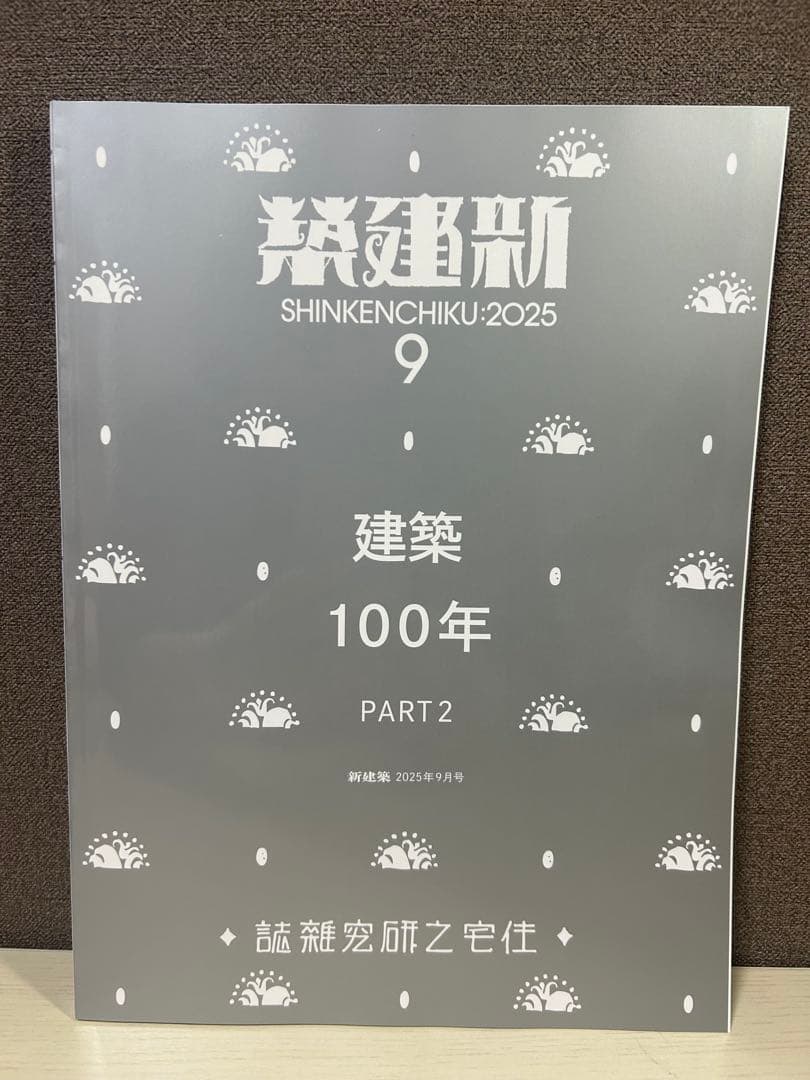 新建築
SHINKENCHIKU:2025
9
建築
100年
PART 2
新建築 2025年9月号
住宅之研究雜誌